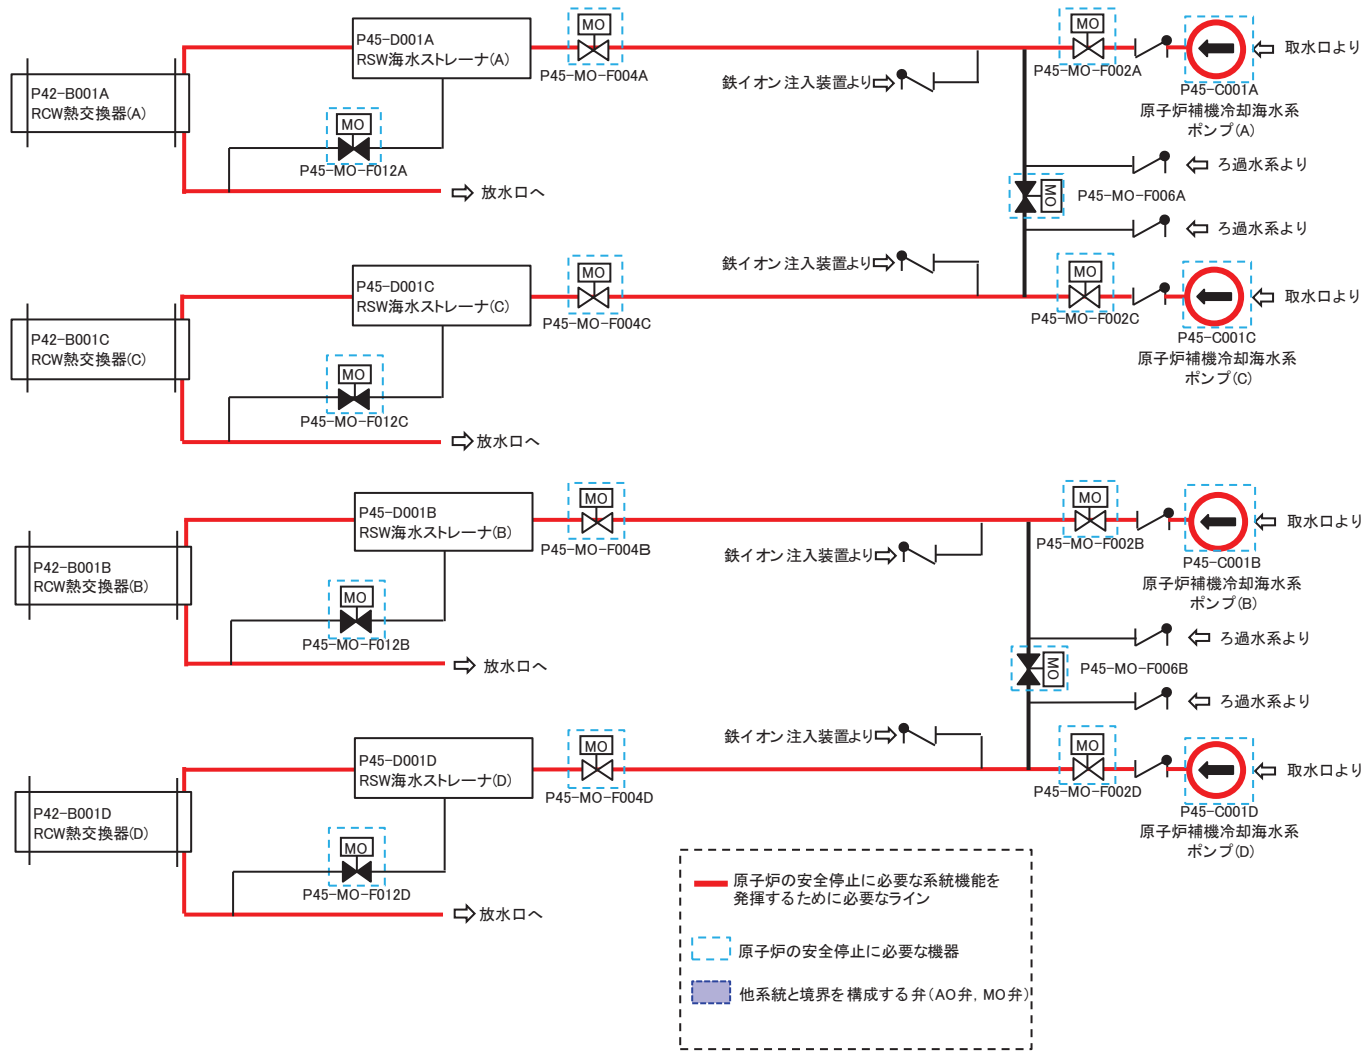 MO
MO
P45-D001A
RSW海水ストレーナ(A)
取水口より
P45-MO-F004A
P45-MO-F002A
鉄イオン注入装置より
P45-C001A
原子炉補機冷却海水系
ポンプ(A)
P42-B001A
RCW熱交換器(A)
MO
P45-MO-F012A
ろ過水系より
放水口へ
MO
P45-MO-F006A
ろ過水系より
鉄イオン注入装置より
MO
MO
P45-D001C
RSW海水ストレーナ(C)
取水口より
P45-MO-F004C
P45-MO-F002C
P45-C001C
原子炉補機冷却海水系
ポンプ(C)
P42-B001C
RCW熱交換器(C)
MO
P45-MO-F012C
放水口へ
MO
MO
P45-D001B
RSW海水ストレーナ(B)
取水口より
P45-MO-F004B
P45-MO-F002B
鉄イオン注入装置より
P45-C001B
原子炉補機冷却海水系
ポンプ(B)
P42-B001B
RCW熱交換器(B)
MO
P45-MO-F012B
ろ過水系より
放水口へ
MO
P45-MO-F006B
ろ過水系より
鉄イオン注入装置より
MO
MO
P45-D001D
RSW海水ストレーナ(D)
取水口より
P45-MO-F004D
P45-MO-F002D
P45-C001D
原子炉補機冷却海水系
ポンプ(D)
P42-B001D
RCW熱交換器(D)
MO
P45-MO-F012D
放水口へ
原子炉の安全停止に必要な系統機能を
発揮するために必要なライン
原子炉の安全停止に必要な機器
他系統と境界を構成する弁(AO弁, MO弁)